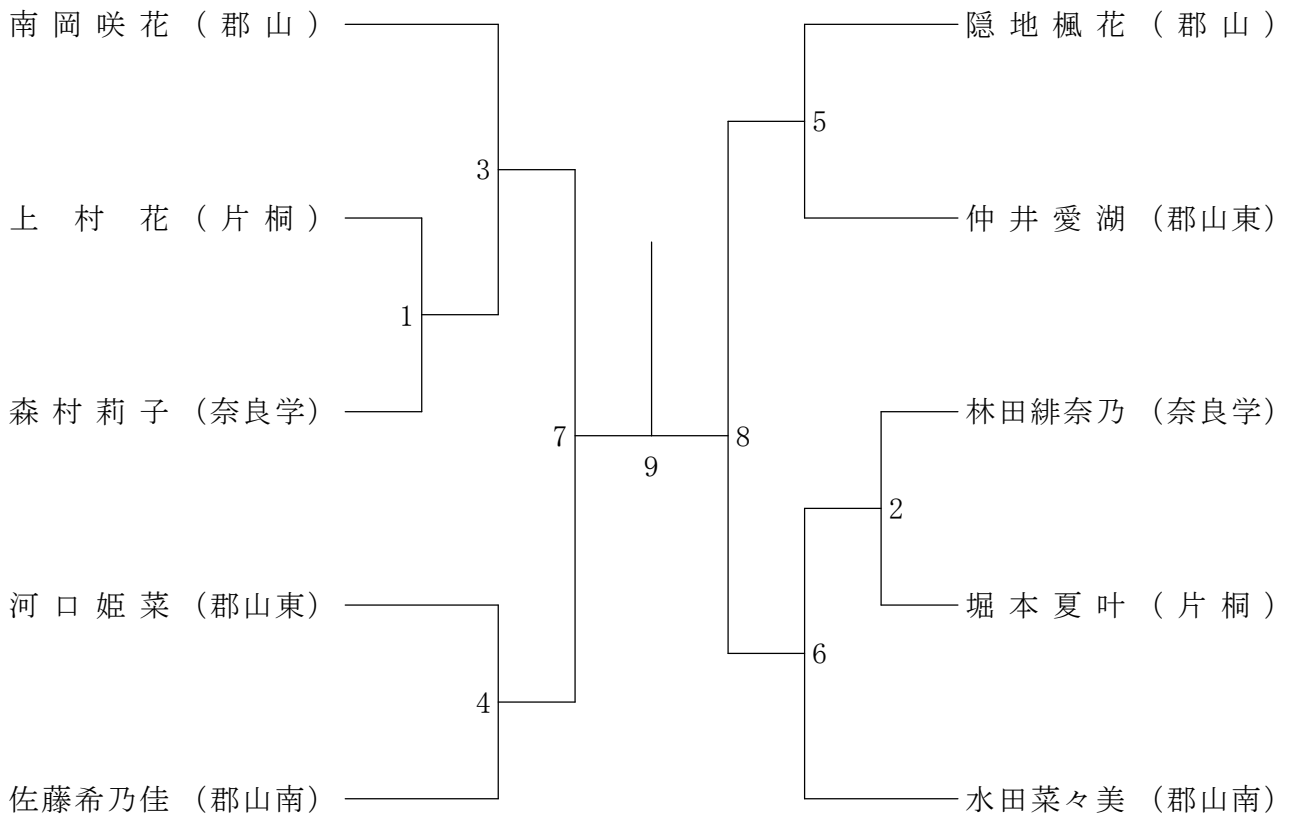 南岡咲花 (郡山)
上村花 (片桐)
森村莉子 (奈良学)
河口姫菜 (郡山東)
佐藤希乃佳 (郡山南)
3
1
4
7
9
8
5
2
6
隠地楓花 (郡山)
仲井愛湖 (郡山東)
林田緋奈乃 (奈良学)
堀本夏叶 (片桐)
水田菜々美 (郡山南)